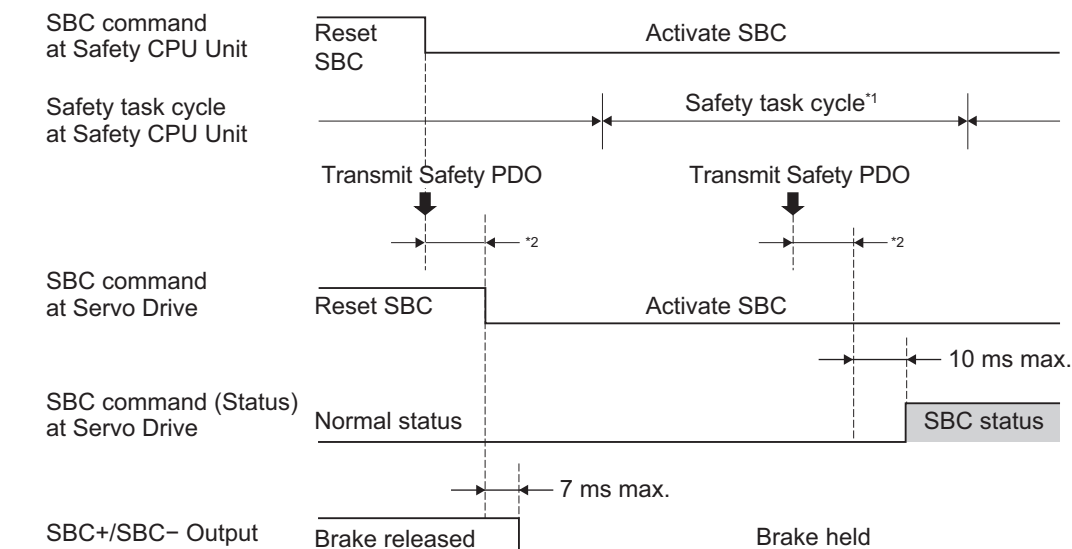 SBC command
at Safety CPU Unit
Reset
SBC
Activate SBC
Safety task cycle
at Safety CPU Unit
Safety task cycle*1
Transmit Safety PDO
Transmit Safety PDO
*2
*2
SBC command
at Servo Drive
Reset SBC
Activate SBC
10 ms max.
SBC command (Status)
at Servo Drive
Normal status
SBC status
7 ms max.
SBC+/SBC− Output
Brake released
Brake held